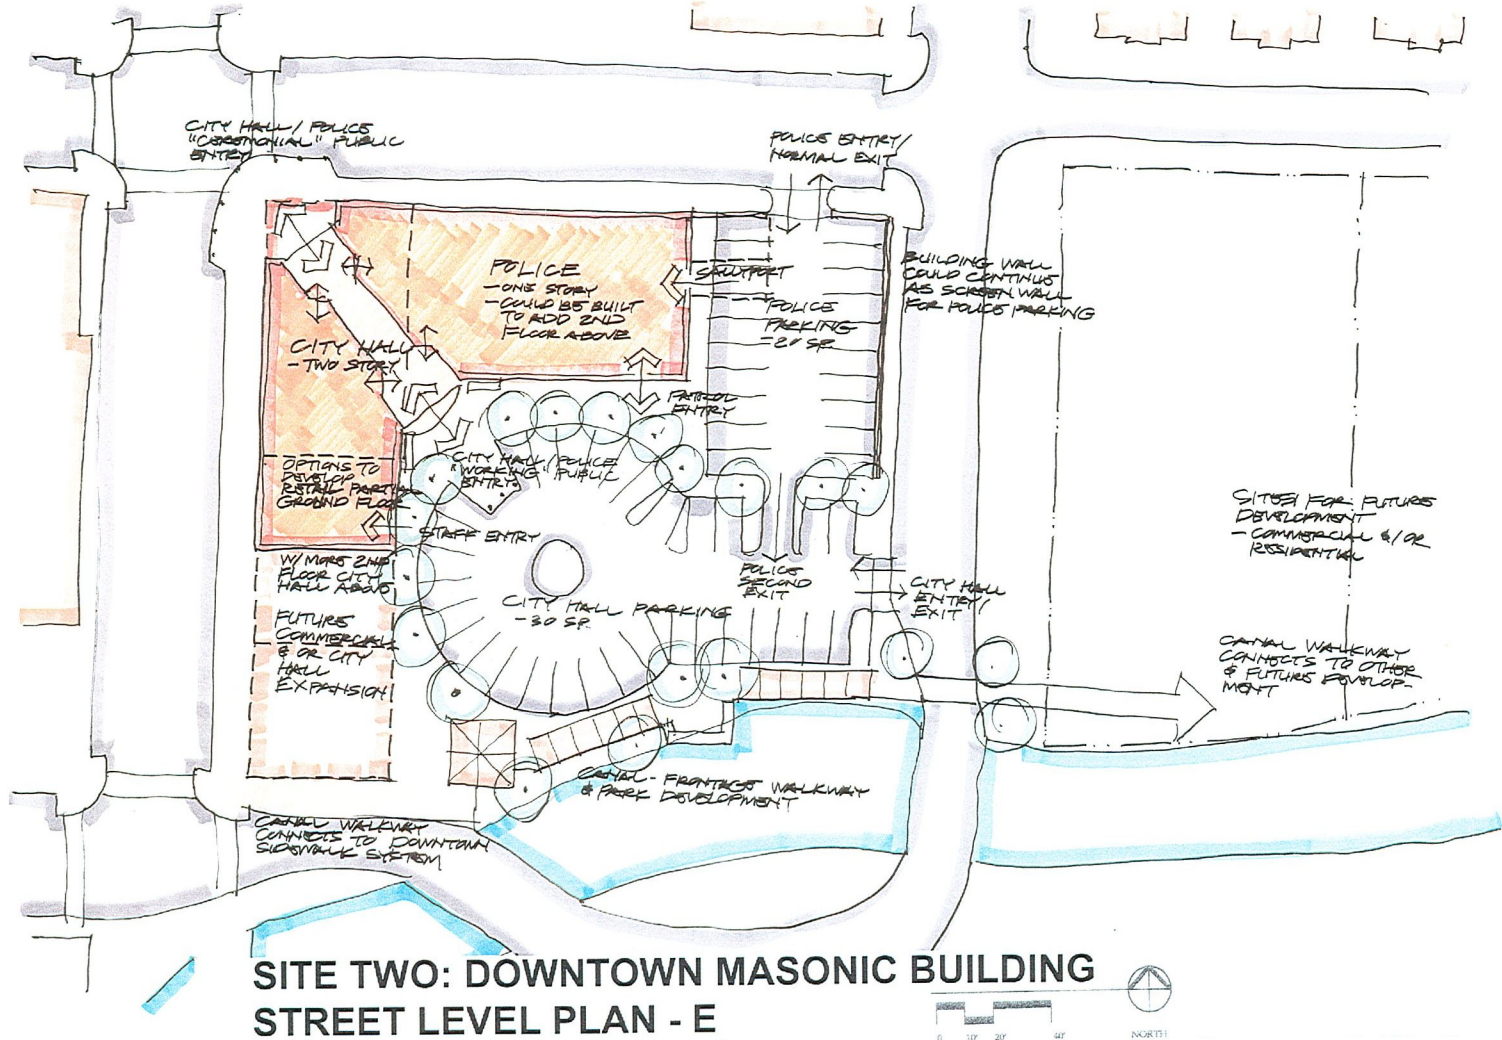 CITY HALL / POLICE
"CEREMONIAL" PUBLIC
ENTRY
POLICE ENTRY/
NORMAL EXIT
POLICE
- ONE STORY
- COULD BE BUILT
TO ADD 2ND
FLOOR ABOVE
SALLYPORT
POLICE
PARKING
- 20 SP.
BUILDING WALL
COULD CONTINUE
AS SCREEN WALL
FOR POLICE PARKING
CITY HALL
- TWO STORY
PATROL
ENTRY
CITY HALL / POLICE
"WORKING" PUBLIC
ENTRY
OPTIONS TO
DEVELOP
RETAIL PART
GROUND FLOOR
STAFF ENTRY
W/ MORE 2ND
FLOOR CITY
HALL ABOVE
SITES FOR FUTURE
DEVELOPMENT
- COMMERCIAL &/OR
RESIDENTIAL
POLICE
SECOND
EXIT
CITY HALL
ENTRY/
EXIT
CITY HALL PARKING
- 30 SP.
FUTURE
COMMERCIAL
& OR CITY
HALL
EXPANSION
CANAL WALKWAY
CONNECTS TO OTHER
& FUTURE DEVELOP-
MENT
CANAL - FRONTAGE WALKWAY
& PARK DEVELOPMENT
CANAL WALKWAY
CONNECTS TO DOWNTOWN
SIDEWALK SYSTEM
SITE TWO: DOWNTOWN MASONIC BUILDING
STREET LEVEL PLAN - E
0 10' 20' 40'
NORTH